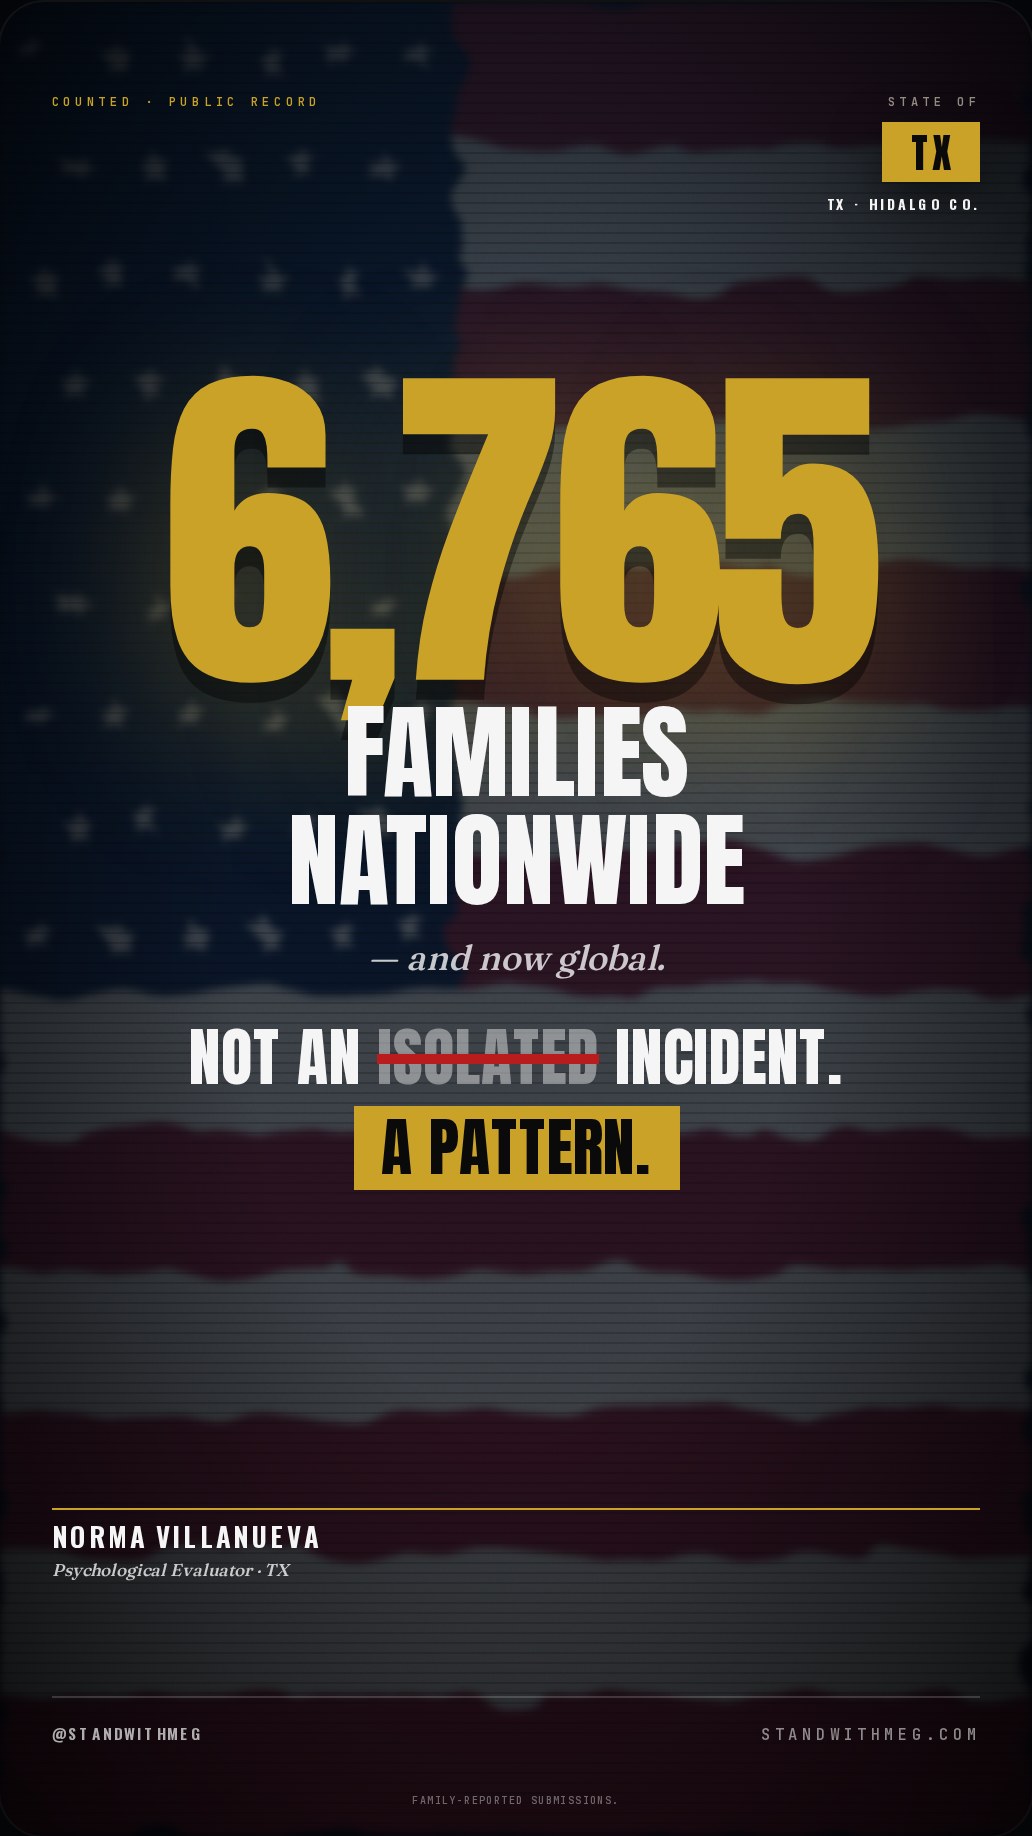 COUNTED · PUBLIC RECORD
STATE OF
TX
TX · HIDALGO CO.
6,765
FAMILIES
NATIONWIDE
— and now global.
NOT AN ISOLATED INCIDENT.
A PATTERN.
NORMA VILLANUEVA
Psychological Evaluator · TX
@STANDWITHMEG
STANDWITHMEG.COM
FAMILY-REPORTED SUBMISSIONS.